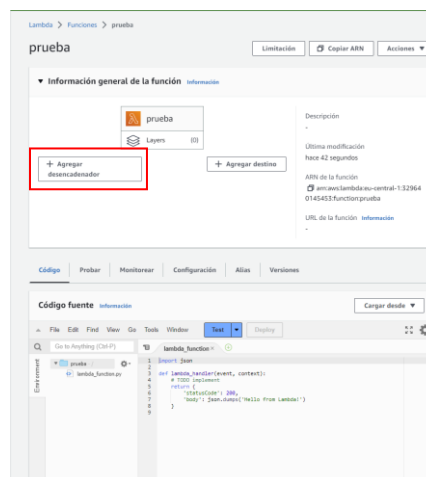 Lambda > Funciones > prueba
prueba
Limitación
Copiar ARN
Acciones ▼
▼ Información general de la función Información
prueba
Layers (0)
+ Agregar desencadenador
+ Agregar destino
Descripción
-
Última modificación
hace 42 segundos
ARN de la función
arn:aws:lambda:eu-central-1:32964
0145453:function:prueba
URL de la función Información
-
Código
Probar
Monitorear
Configuración
Alias
Versiones
Código fuente Información
Cargar desde ▼
File Edit Find View Go Tools Window Test Deploy
Go to Anything (Ctrl-P)
lambda_function ×
Environment
prueba /
lambda_function.py
1 import json
2
3 def lambda_handler(event, context):
4 # TODO implement
5 return {
6 'statusCode': 200,
7 'body': json.dumps('Hello from Lambda!')
8 }
9